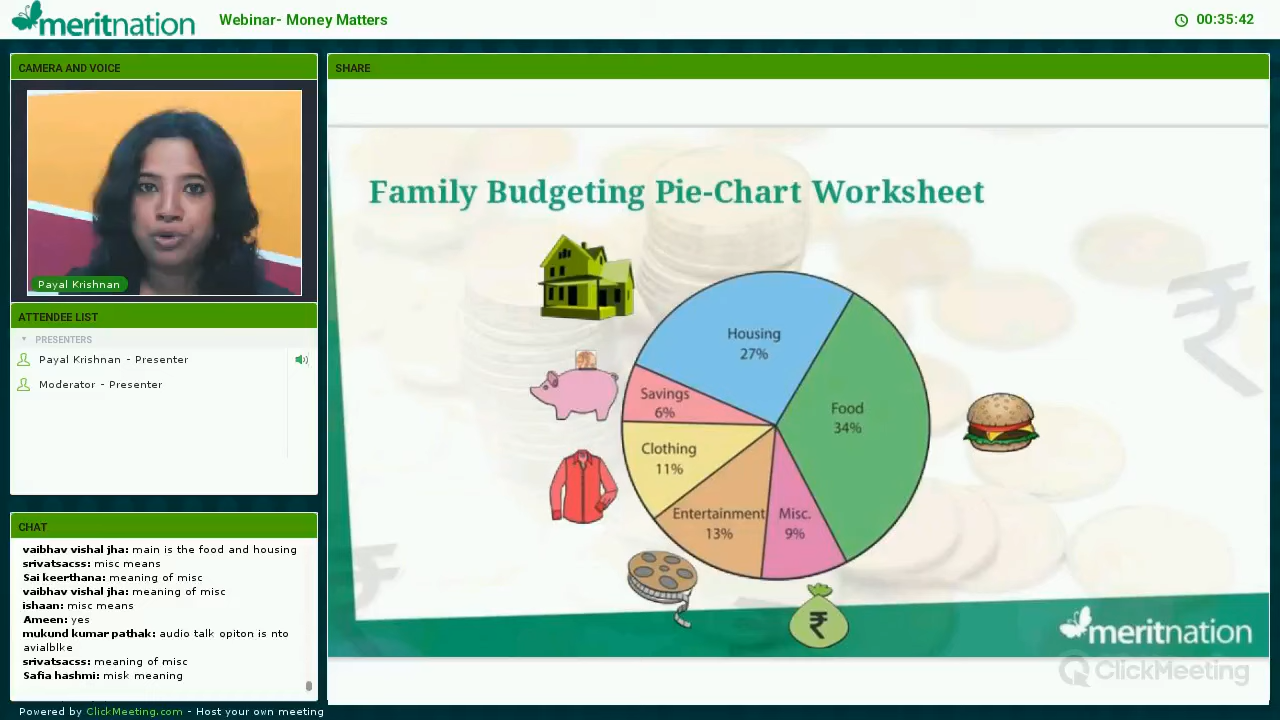 meritnation
Webinar- Money Matters
00:35:42
CAMERA AND VOICE
Payal Krishnan
ATTENDEE LIST
PRESENTERS
Payal Krishnan - Presenter
Moderator - Presenter
CHAT
vaibhav vishal jha: main is the food and housing
srivatsacss: misc means
Sai keerthana: meaning of misc
vaibhav vishal jha: meaning of misc
ishaan: misc means
Ameen: yes
mukund kumar pathak: audio talk opiton is nto
avialblke
srivatsacss: meaning of misc
Safia hashmi: misk meaning
SHARE
Family Budgeting Pie-Chart Worksheet
Housing
27%
Food
34%
Savings
6%
Clothing
11%
Entertainment
13%
Misc.
9%
₹
₹
₹
meritnation
ClickMeeting
Powered by ClickMeeting.com - Host your own meeting